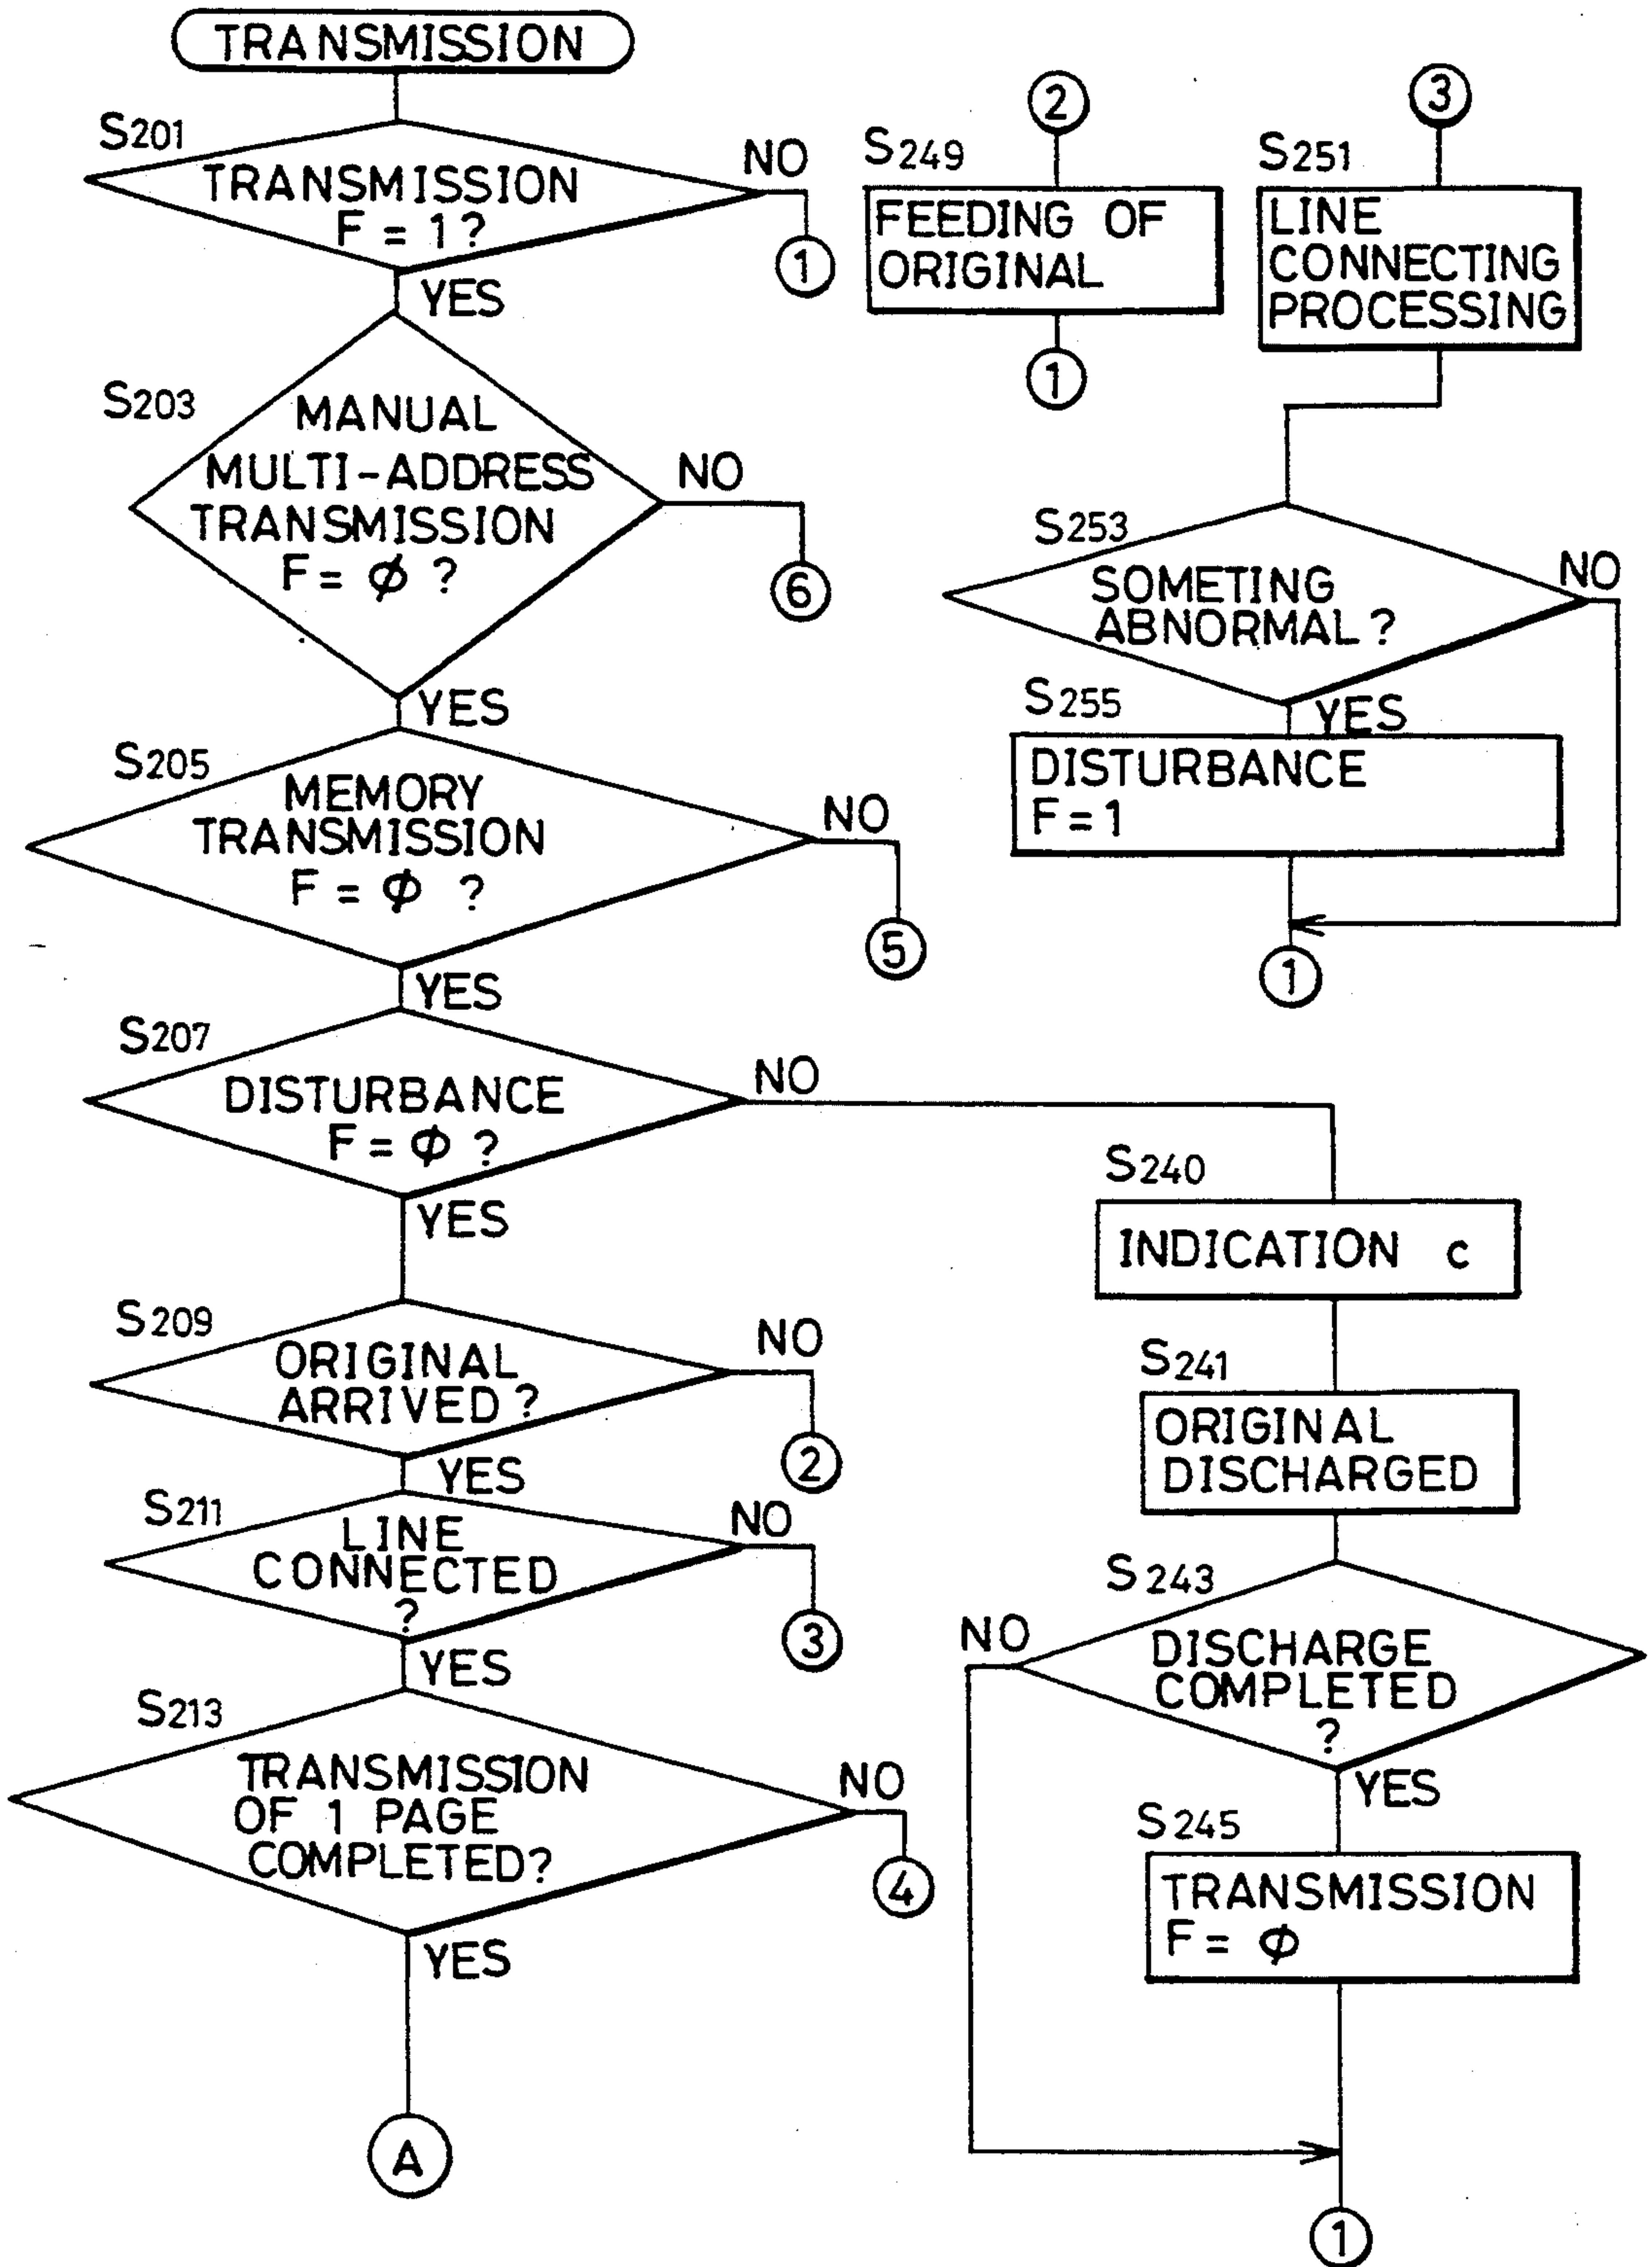 TRANSMISSION
S201
TRANSMISSION
F = 1?
NO
1
YES
S203
MANUAL
MULTI-ADDRESS
TRANSMISSION
F = φ ?
NO
6
YES
S205
MEMORY
TRANSMISSION
F = φ ?
NO
5
YES
S207
DISTURBANCE
F = φ ?
NO
YES
S209
ORIGINAL
ARRIVED?
NO
2
YES
S211
LINE
CONNECTED
?
NO
3
YES
S213
TRANSMISSION
OF 1 PAGE
COMPLETED?
NO
4
YES
A
2
S249
FEEDING OF
ORIGINAL
1
3
S251
LINE
CONNECTING
PROCESSING
S253
SOMETING
ABNORMAL?
NO
YES
S255
DISTURBANCE
F = 1
1
S240
INDICATION c
S241
ORIGINAL
DISCHARGED
S243
DISCHARGE
COMPLETED
?
NO
YES
S245
TRANSMISSION
F = φ
1